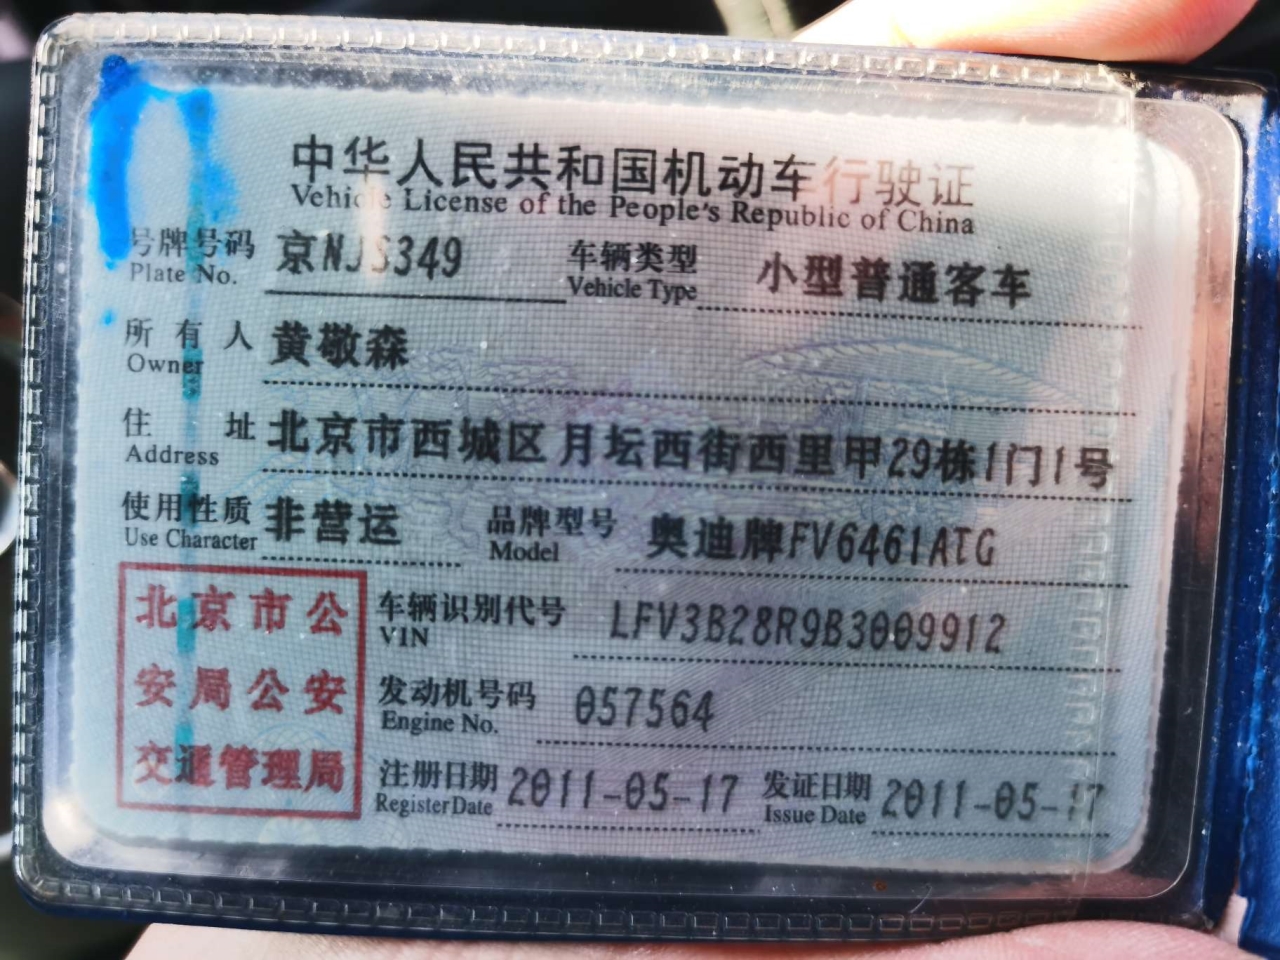 中华人民共和国机动车行驶证
Vehicle License of the People's Republic of China
号牌号码 京NJS349 车辆类型 小型普通客车
Plate No. Vehicle Type
所有人 黄敬森
Owner
住址 北京市西城区月坛西街西里甲29栋1门1号
Address
使用性质 非营运 品牌型号 奥迪牌FV6461ATG
Use Character Model
北京市公
安局公安
交通管理局
车辆识别代号 LFV3B28R9B3009912
VIN
发动机号码 057564
Engine No.
注册日期 2011-05-17 发证日期 2011-05-17
Register Date Issue Date